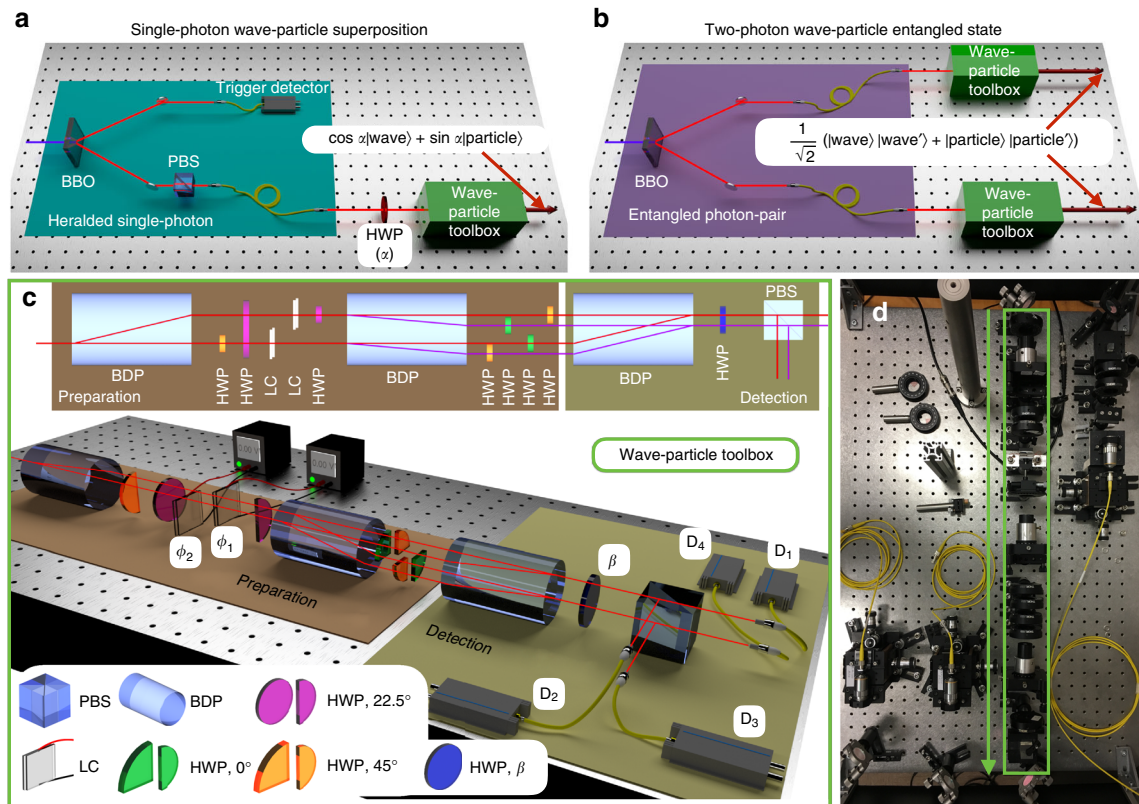 a
Single-photon wave-particle superposition
Trigger detector
cos α|wave⟩ + sin α|particle⟩
PBS
BBO
Heralded single-photon
HWP
(α)
Wave-
particle
toolbox
b
Two-photon wave-particle entangled state
Wave-
particle
toolbox
1
√2
(|wave⟩ |wave′⟩ + |particle⟩ |particle′⟩)
BBO
Entangled photon-pair
Wave-
particle
toolbox
c
BDP
HWP
HWP
LC
LC
HWP
BDP
HWP
HWP
HWP
HWP
BDP
HWP
PBS
Preparation
Detection
Wave-particle toolbox
0.00 V
0.00 V
ϕ2
ϕ1
Preparation
β
D4
D1
Detection
D2
D3
PBS
BDP
HWP, 22.5°
LC
HWP, 0°
HWP, 45°
HWP, β
d